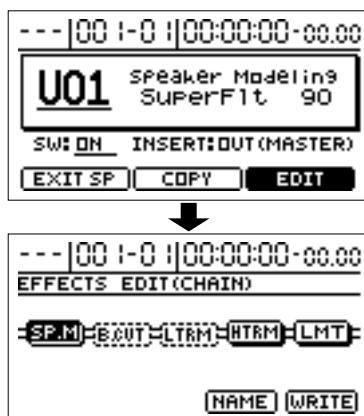 ---|001-01|00:00:00-00.00
U01 Speaker Modeling
SuperFlt 90
SW:ON INSERT:OUT(MASTER)
EXIT SP COPY EDIT
---|001-01|00:00:00-00.00
EFFECTS EDIT(CHAIN)
SP.M B.CUT LTRM HTRM LMT
NAME WRITE